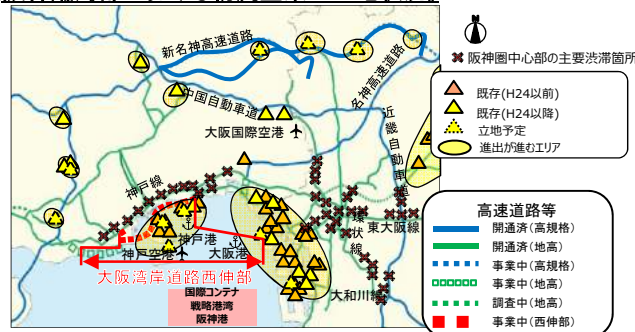 新名神高速道路
名神高速道路
中国自動車道
大阪国際空港
近畿自動車道
神戸線
環状線
東大阪線
神戸港
大阪港
神戸空港
大阪湾岸道路西伸部
大和川線
国際コンテナ
戦略港湾
阪神港
阪神圏中心部の主要渋滞箇所
既存(H24以前)
既存(H24以降)
立地予定
進出が進むエリア
高速道路等
開通済(高規格)
開通済(地高)
事業中(高規格)
事業中(地高)
調査中(地高)
事業中(西伸部)